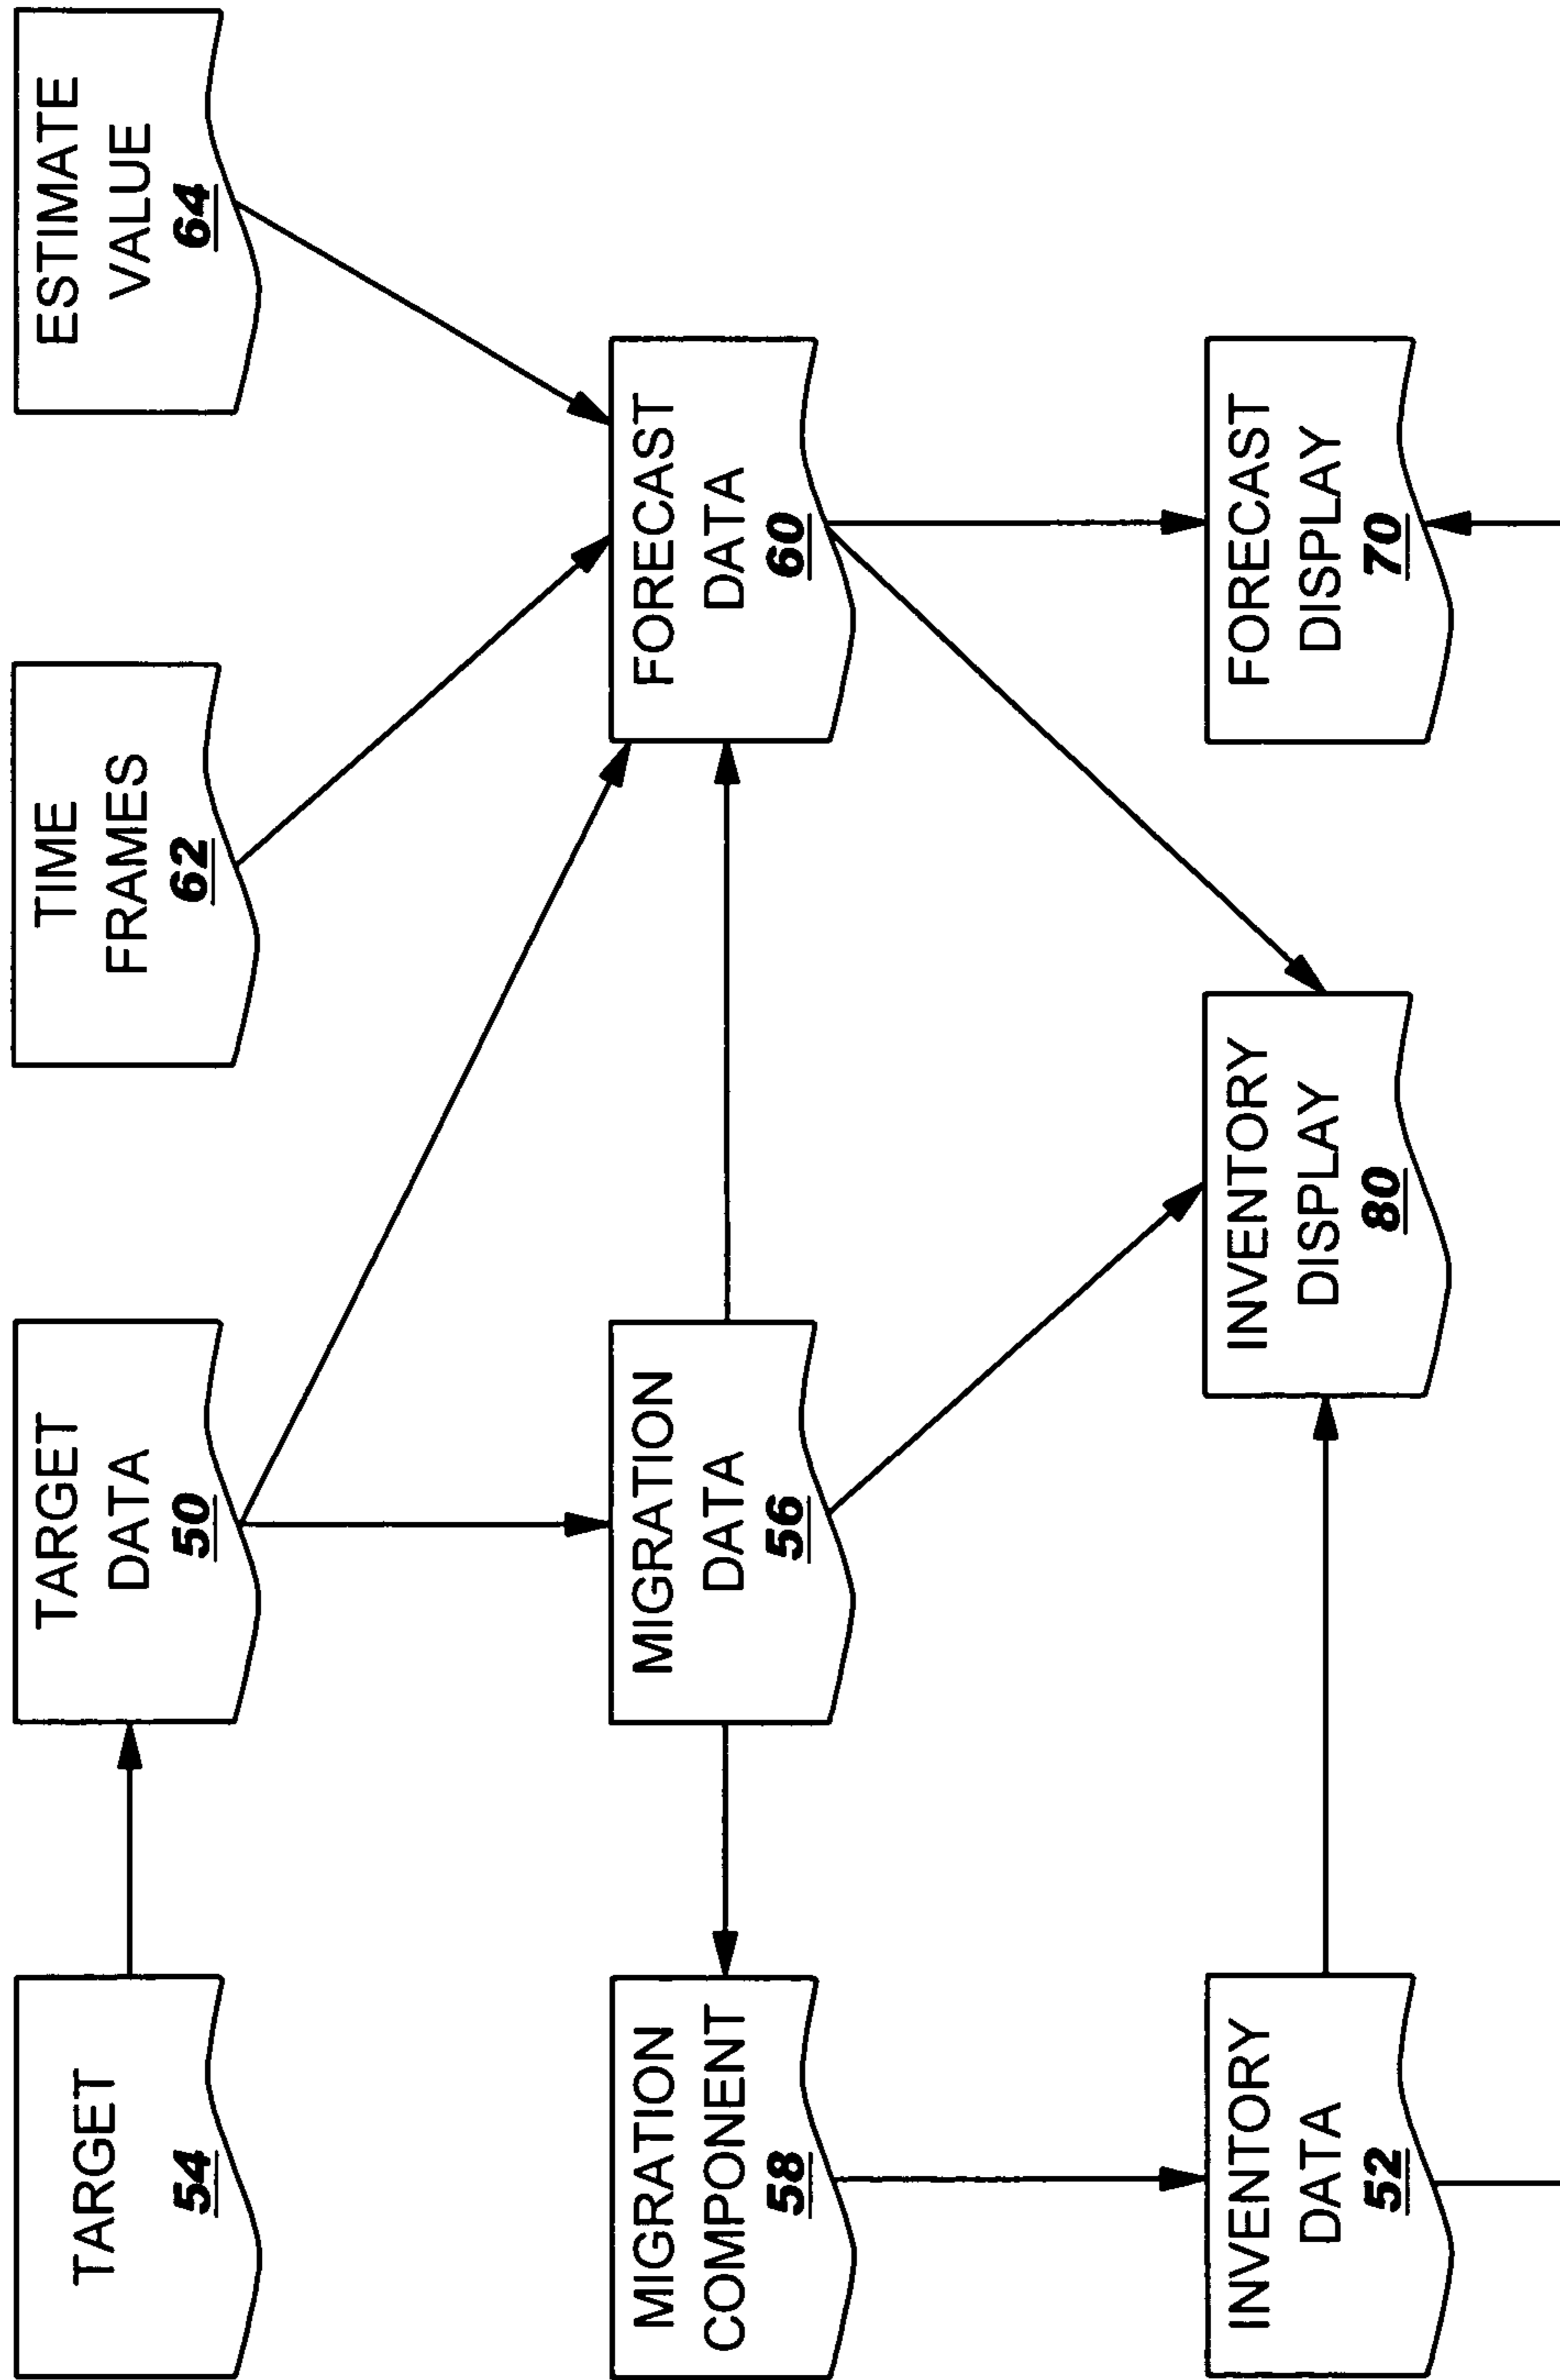 TARGET
54
TARGET
DATA
50
TIME
FRAMES
62
ESTIMATE
VALUE
64
MIGRATION
COMPONENT
58
MIGRATION
DATA
56
FORECAST
DATA
60
INVENTORY
DATA
52
INVENTORY
DISPLAY
80
FORECAST
DISPLAY
70